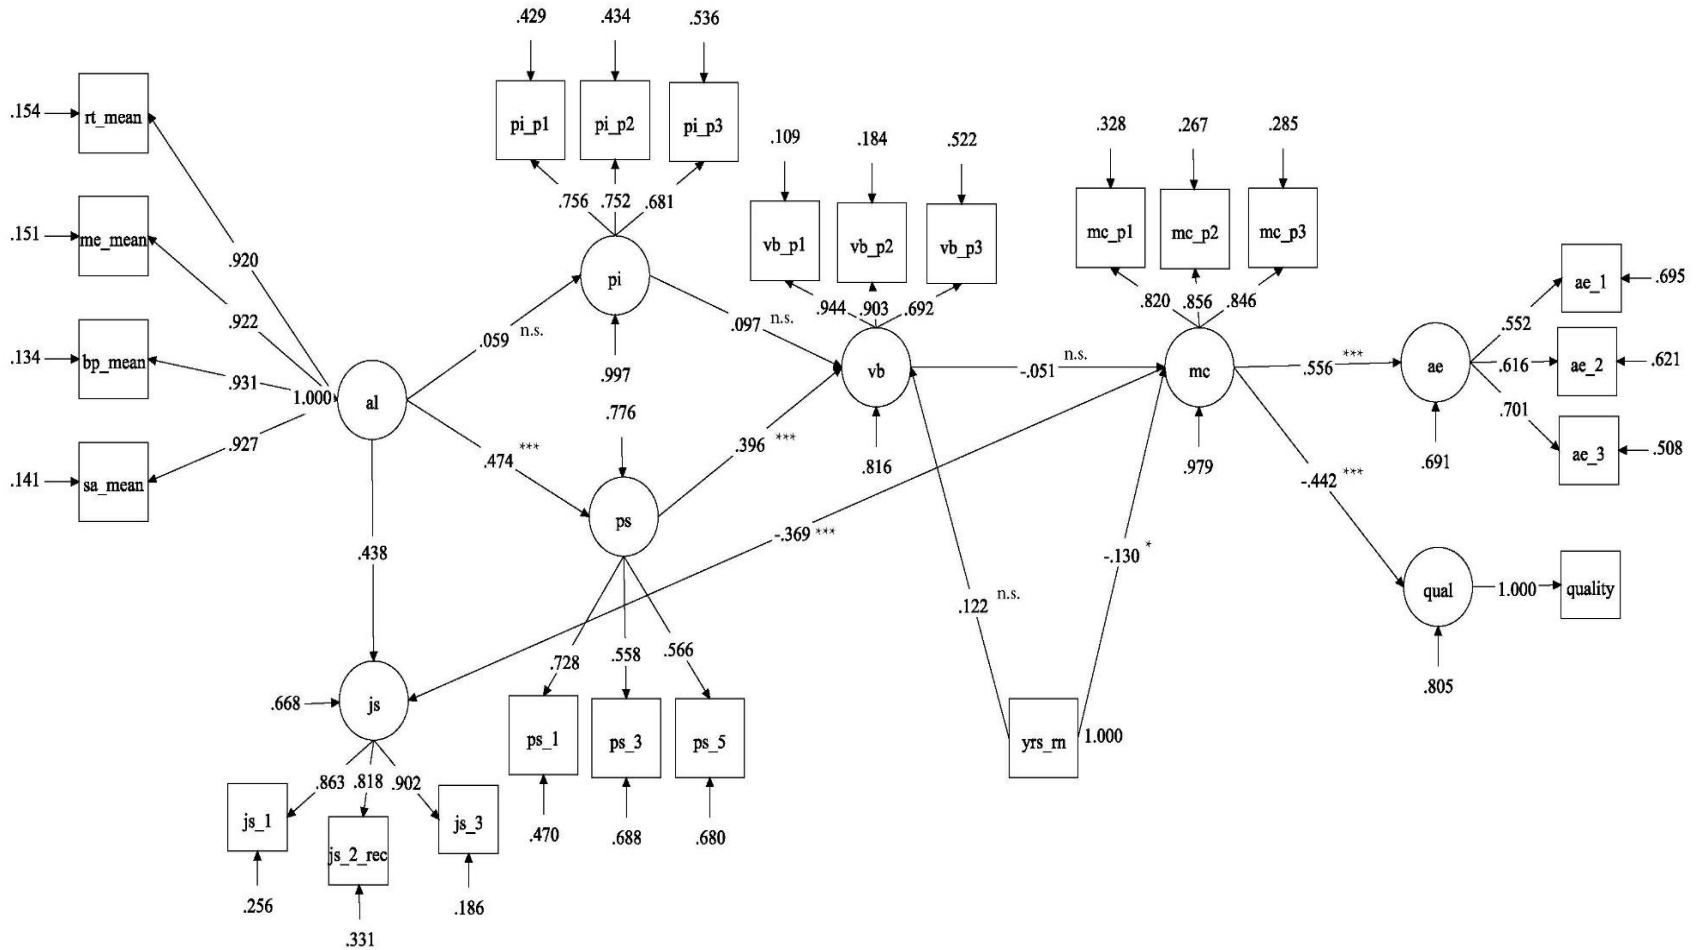 .429
.434
.536
.154
rt_mean
pi_p1
pi_p2
pi_p3
.328
.267
.285
.109
.184
.522
.756
.752
.681
.151
me_mean
vb_p1
vb_p2
vb_p3
mc_p1
mc_p2
mc_p3
.920
pi
ae_1
.695
.944
.903
.692
.820
.856
.846
.922
.059 n.s.
.097 n.s.
.552
.134
bp_mean
.931
1.000
al
.997
vb
-.051 n.s.
mc
.556 ***
ae
.616
ae_2
.621
.776
.701
.927
.474 ***
.396 ***
.816
.979
.691
ae_3
.508
.141
sa_mean
-.442 ***
ps
-.369 ***
.438
-.130 *
.122 n.s.
qual
1.000
quality
.728
.558
.566
.805
.668
js
ps_1
ps_3
ps_5
yrs_rn
1.000
.863
.818
.902
js_1
js_3
.470
.688
.680
js_2_rec
.256
.186
.331